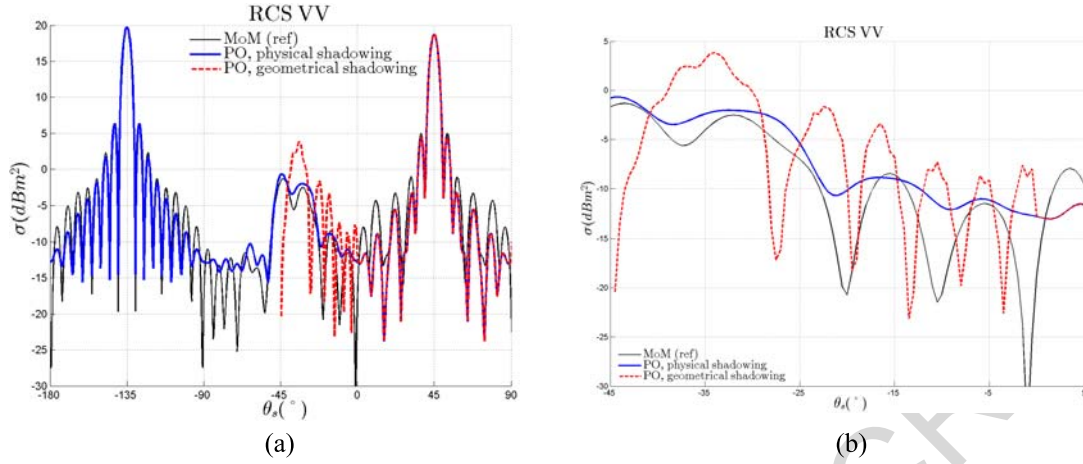 RCS VV
MoM (ref)
PO, physical shadowing
PO, geometrical shadowing
σ(dBm²)
20
15
10
5
0
-5
-10
-15
-20
-25
-30
-180
-135
-90
-45
0
45
90
θs(°)
(a)
RCS VV
σ(dBm²)
5
0
-5
-10
-15
-20
-25
-30
MoM (ref)
PO, physical shadowing
PO, geometrical shadowing
-45
-35
-25
-15
-5
θs(°)
(b)